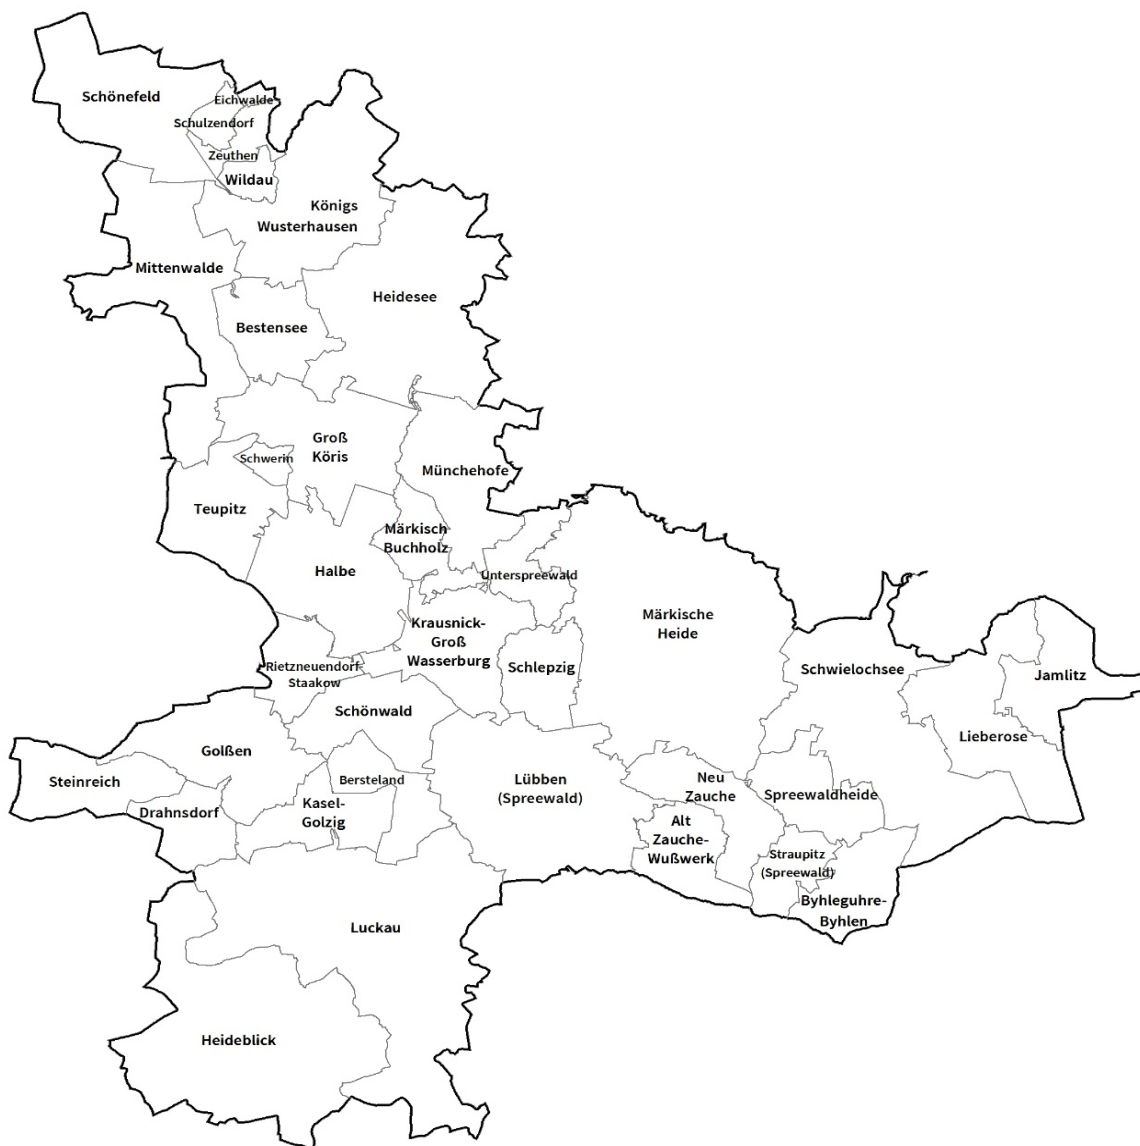 Schönefeld
Eichwalde
Schulzendorf
Zeuthen
Wildau
Königs
Wusterhausen
Mittenwalde
Heidesee
Bestensee
Groß
Köris
Schwerin
Münchehofe
Teupitz
Märkisch
Buchholz
Halbe
Unterspreewald
Märkische
Heide
Krausnick-
Groß
Wasserburg
Schlepzig
Rietzneuendorf-
Staakow
Schwielochsee
Jamlitz
Schönwald
Lieberose
Golßen
Steinreich
Bersteland
Lübben
(Spreewald)
Neu
Zauche
Spreewaldheide
Drahnsdorf
Kasel-
Golzig
Alt
Zauche-
Wußwerk
Straupitz
(Spreewald)
Byhleguhre-
Byhlen
Luckau
Heideblick